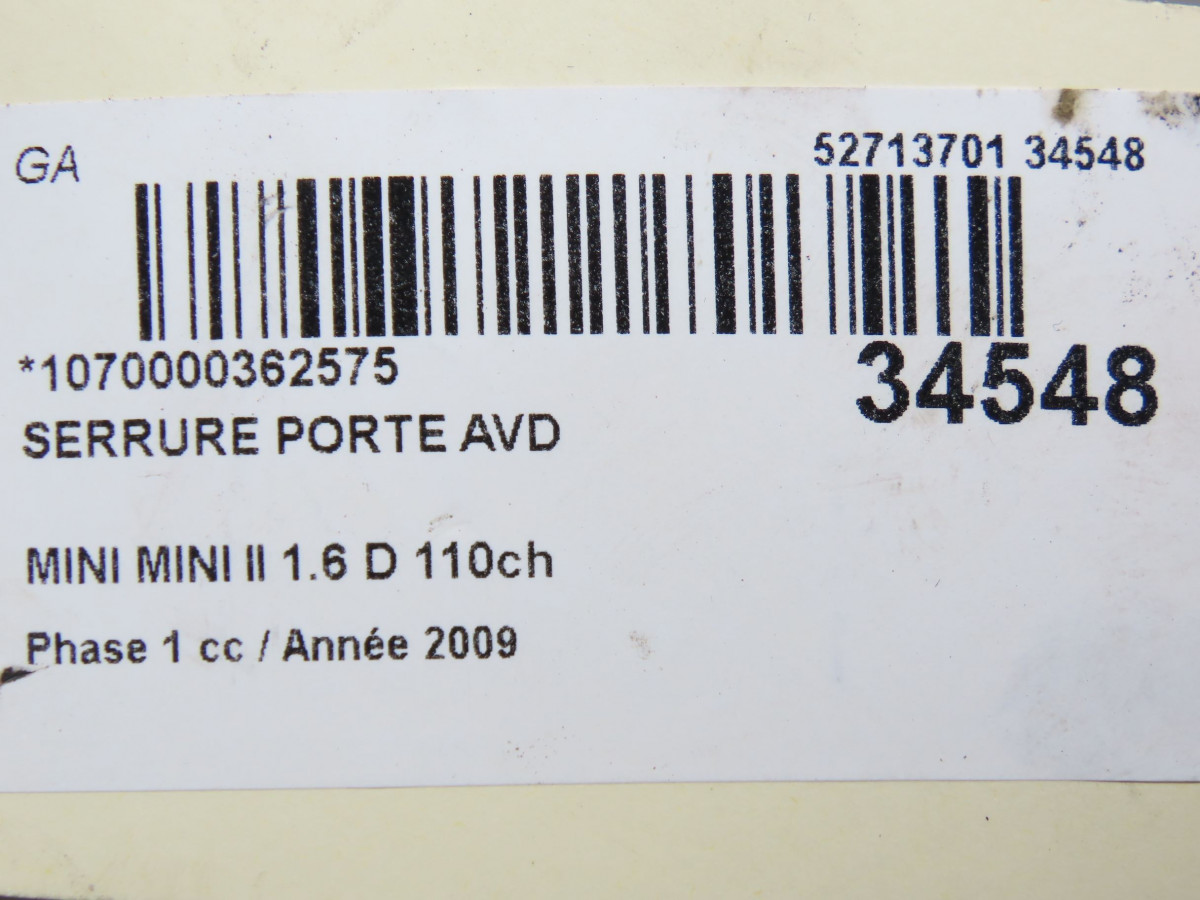 GA
52713701 34548
*1070000362575
34548
SERRURE PORTE AVD
MINI MINI II 1.6 D 110ch
Phase 1 cc / Année 2009